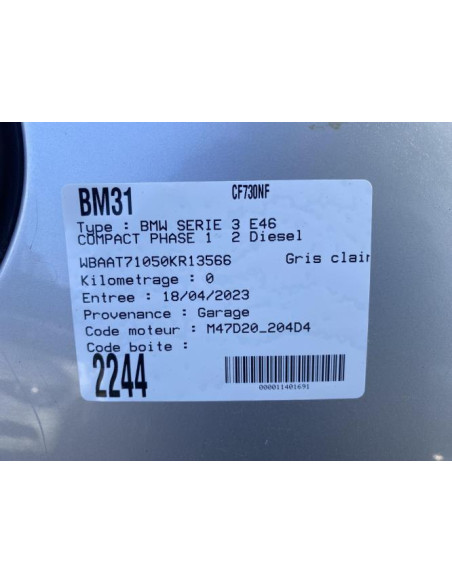 BM31 CF730NF
Type : BMW SERIE 3 E46
COMPACT PHASE 1 2 Diesel
WBAAT71050KR13566 Gris clair
Kilometrage : 0
Entree : 18/04/2023
Provenance : Garage
Code moteur : M47D20_204D4
Code boite :
2244
000011401691